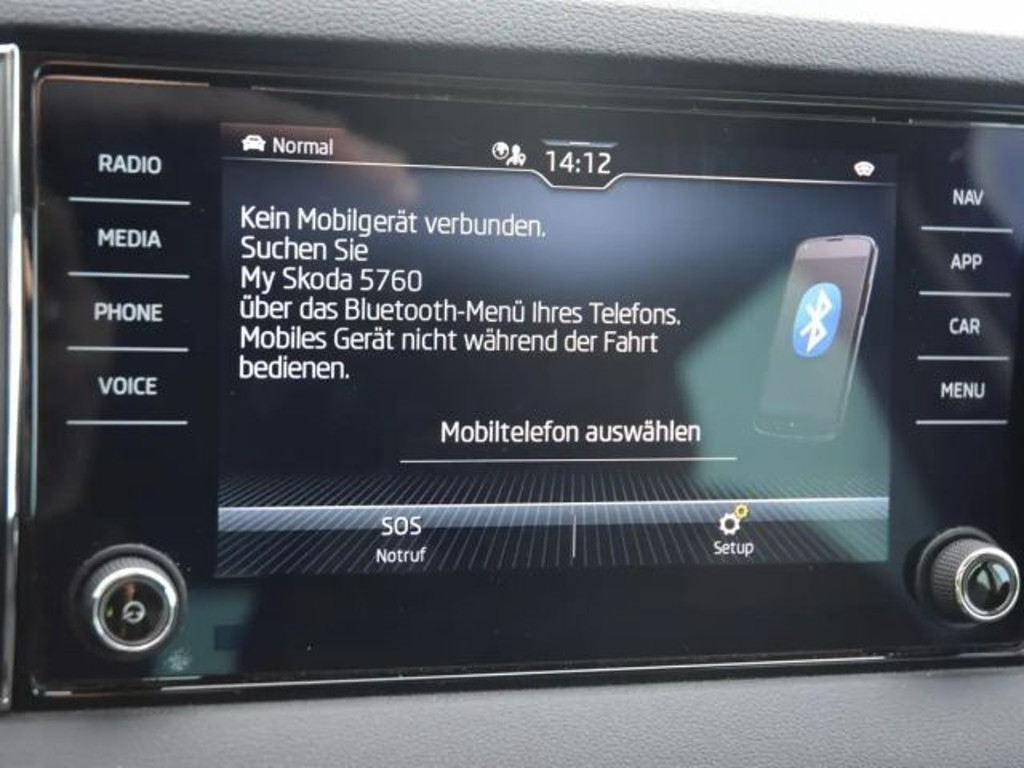 Normal
14:12
RADIO
MEDIA
PHONE
VOICE
Kein Mobilgerät verbunden.
Suchen Sie
My Skoda 5760
über das Bluetooth-Menü Ihres Telefons.
Mobiles Gerät nicht während der Fahrt
bedienen.
Mobiltelefon auswählen
SOS
Notruf
Setup
NAV
APP
CAR
MENU